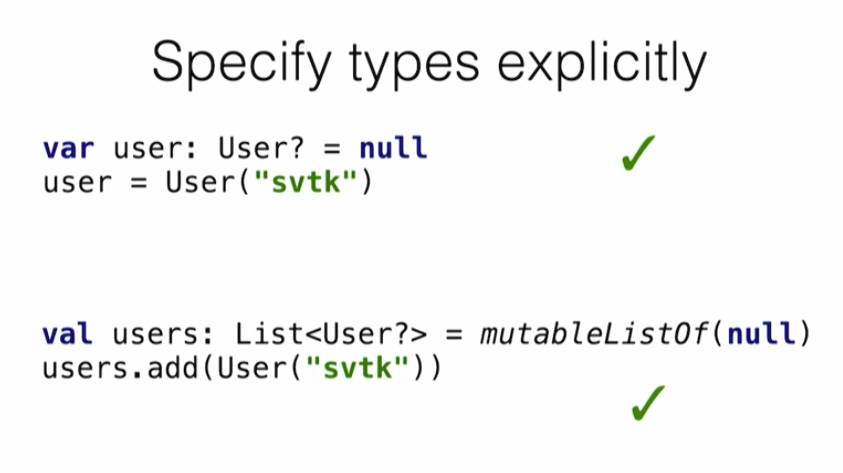 Specify types explicitly
var user: User? = null
user = User("svtk")
val users: List<User?> = mutableListOf(null)
users.add(User("svtk"))